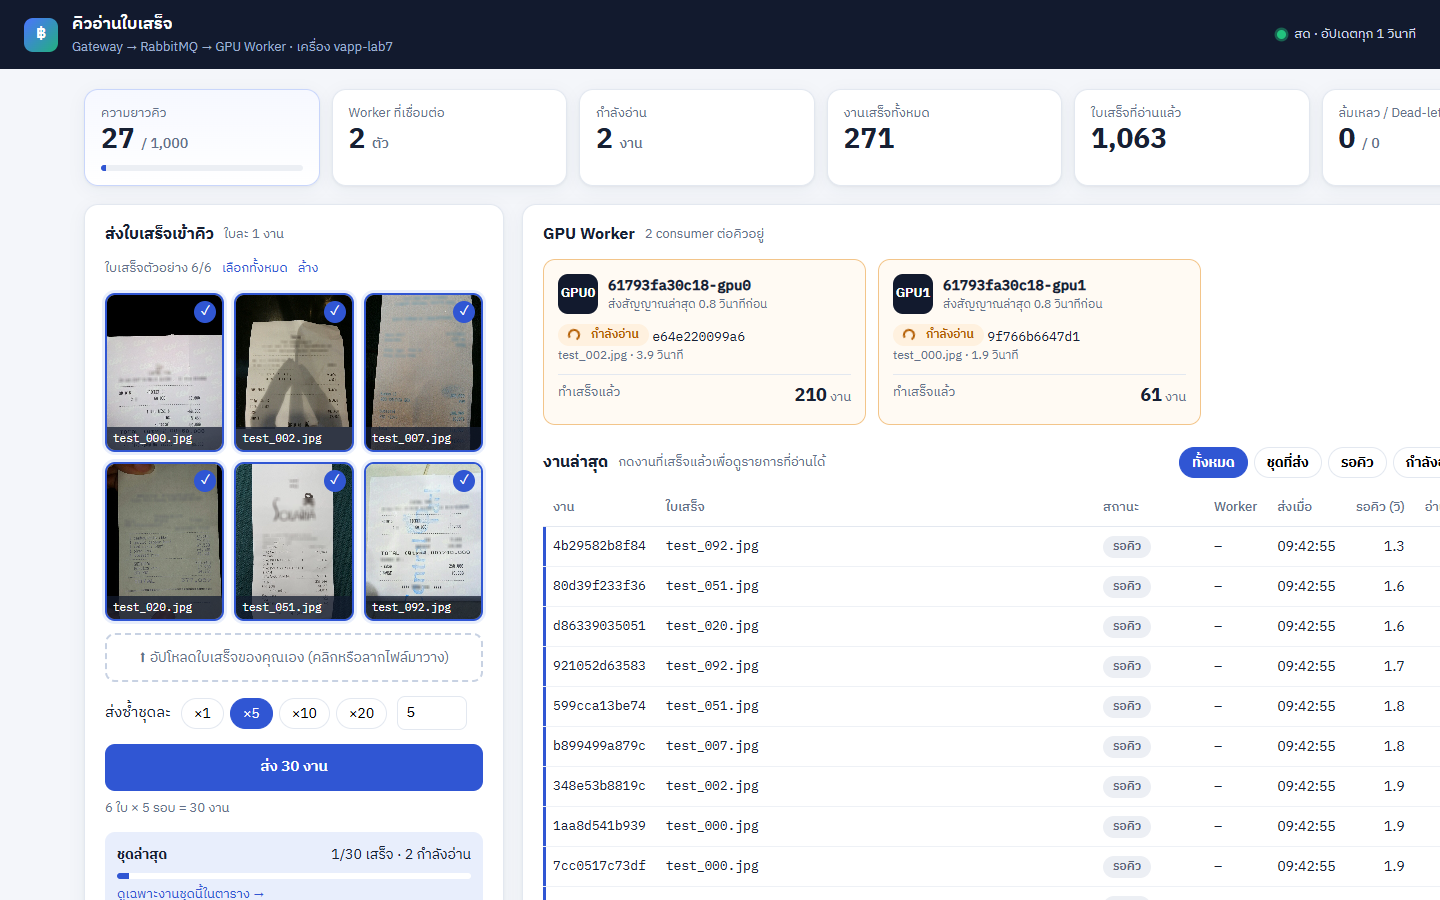 ฿
คิวอ่านใบเสร็จ
Gateway → RabbitMQ → GPU Worker · เครื่อง vapp-lab7
สด · อัปเดตทุก 1 วินาที
ความยาวคิว
27 / 1,000
Worker ที่เชื่อมต่อ
2 ตัว
กำลังอ่าน
2 งาน
งานเสร็จทั้งหมด
271
ใบเสร็จที่อ่านแล้ว
1,063
ล้มเหลว / Dead-let
0 / 0
ส่งใบเสร็จเข้าคิว ใบละ 1 งาน
ใบเสร็จตัวอย่าง 6/6 เลือกทั้งหมด ล้าง
test_000.jpg
test_002.jpg
test_007.jpg
test_020.jpg
test_051.jpg
test_092.jpg
⬆ อัปโหลดใบเสร็จของคุณเอง (คลิกหรือลากไฟล์มาวาง)
ส่งซ้ำชุดละ ×1 ×5 ×10 ×20 5
ส่ง 30 งาน
6 ใบ × 5 รอบ = 30 งาน
ชุดล่าสุด 1/30 เสร็จ · 2 กำลังอ่าน
ดูเฉพาะงานชุดนี้ในตาราง →
GPU Worker 2 consumer ต่อคิวอยู่
GPU0 61793fa30c18-gpu0
ส่งสัญญาณล่าสุด 0.8 วินาทีก่อน
กำลังอ่าน e64e220099a6
test_002.jpg · 3.9 วินาที
ทำเสร็จแล้ว 210 งาน
GPU1 61793fa30c18-gpu1
ส่งสัญญาณล่าสุด 0.8 วินาทีก่อน
กำลังอ่าน 9f766b6647d1
test_000.jpg · 1.9 วินาที
ทำเสร็จแล้ว 61 งาน
งานล่าสุด กดงานที่เสร็จแล้วเพื่อดูรายการที่อ่านได้
ทั้งหมด ชุดที่ส่ง รอคิว กำลังอ
งาน ใบเสร็จ สถานะ Worker ส่งเมื่อ รอคิว (วิ) อ่า
4b29582b8f84 test_092.jpg รอคิว – 09:42:55 1.3
80d39f233f36 test_051.jpg รอคิว – 09:42:55 1.6
d86339035051 test_020.jpg รอคิว – 09:42:55 1.6
921052d63583 test_092.jpg รอคิว – 09:42:55 1.7
599cca13be74 test_051.jpg รอคิว – 09:42:55 1.8
b899499a879c test_007.jpg รอคิว – 09:42:55 1.8
348e53b8819c test_002.jpg รอคิว – 09:42:55 1.9
1aa8d541b939 test_000.jpg รอคิว – 09:42:55 1.9
7cc0517c73df test_000.jpg รอคิว – 09:42:55 1.9